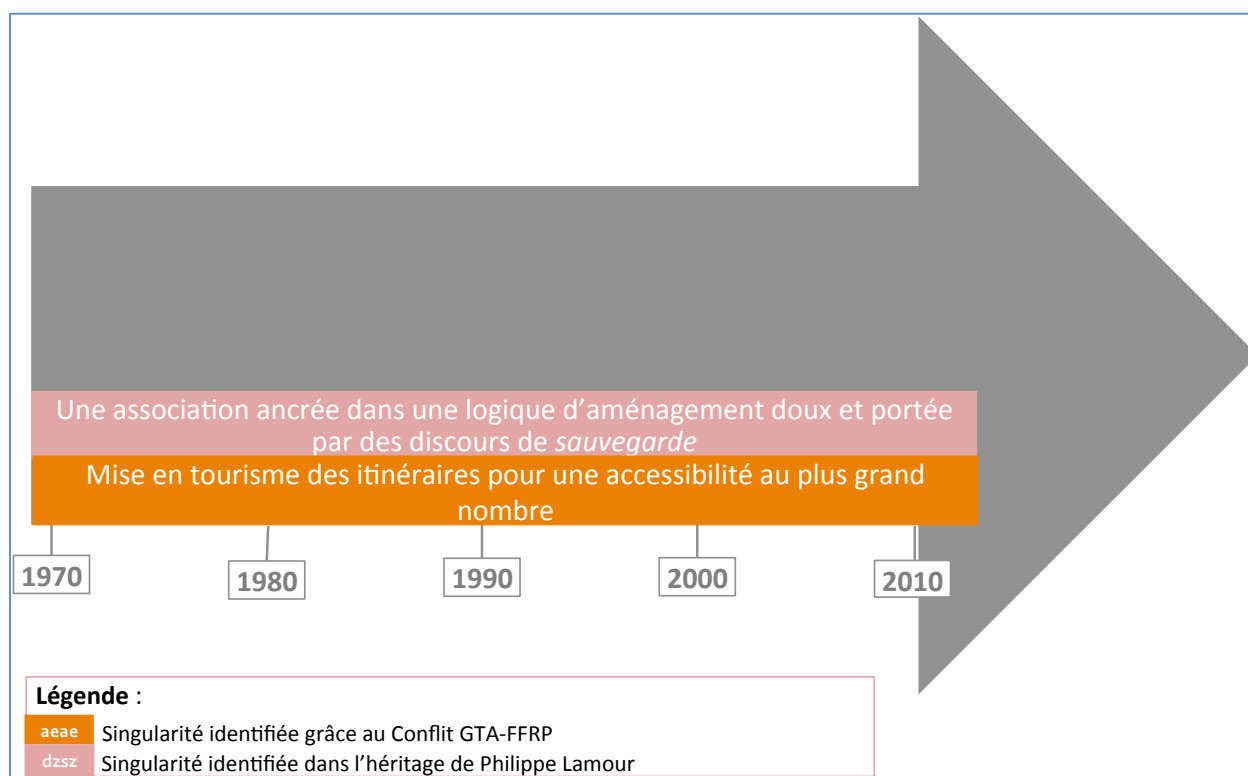 Une association ancrée dans une logique d’aménagement doux et portée
par des discours de sauvegarde
Mise en tourisme des itinéraires pour une accessibilité au plus grand
nombre
1970
1980
1990
2000
2010
Légende :
aeae Singularité identifiée grâce au Conflit GTA-FFRP
dzsz Singularité identifiée dans l’héritage de Philippe Lamour